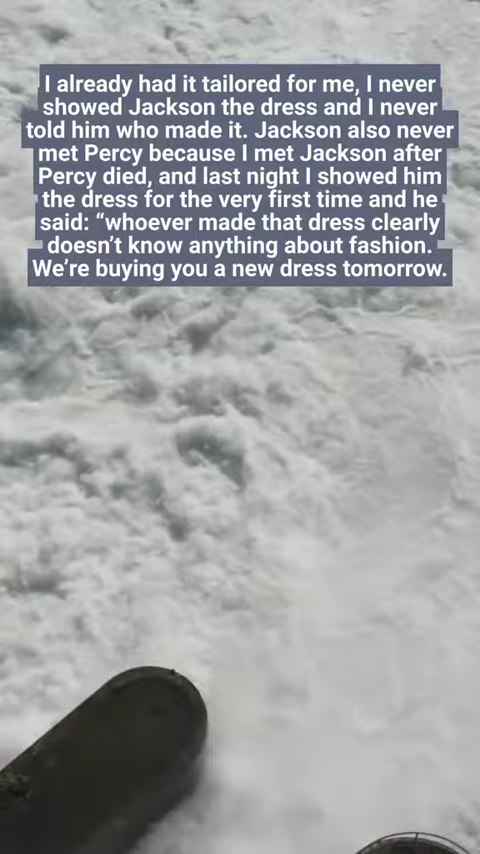 I already had it tailored for me, I never
showed Jackson the dress and I never
told him who made it. Jackson also never
met Percy because I met Jackson after
Percy died, and last night I showed him
the dress for the very first time and he
said: “whoever made that dress clearly
doesn’t know anything about fashion.
We’re buying you a new dress tomorrow.